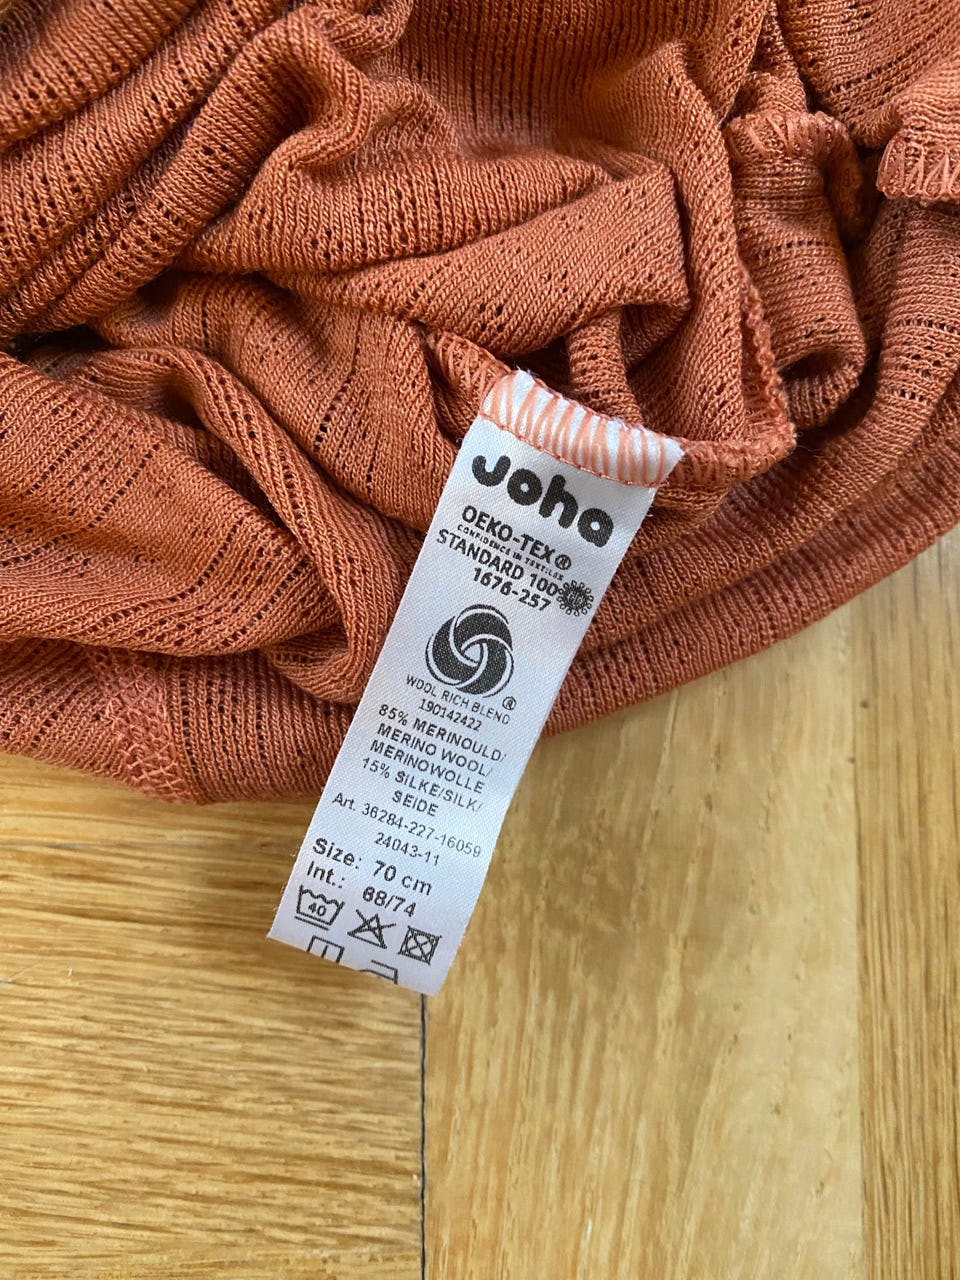 Joha
OEKO-TEX®
CONFIDENCE IN TEXTILES
STANDARD 100
1676-257
WOOL RICH BLEND ®
190142422
85% MERINOULD/
MERINO WOOL/
MERINOWOLLE
15% SILKE/SILK/
SEIDE
Art. 36284-227-16059
24043-11
Size: 70 cm
Int.: 68/74
40